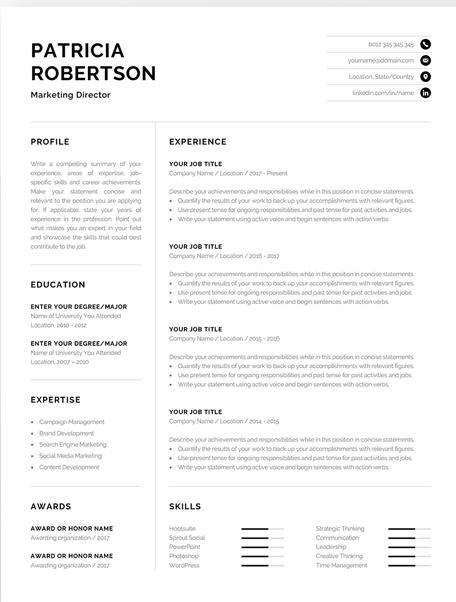 PATRICIA
ROBERTSON
Marketing Director
0012 345 345 345
yourname@domain.com
Location, State/Country
linkedin.com/in/name
PROFILE
Write a compelling summary of your
experience, areas of expertise, job-
specific skills and career achievements.
Make your statement concise and
relevant to the position you are applying
for. If applicable, state your years of
experience in the profession. Point out
what makes you an expert in your field
and showcase the skills that could best
contribute to the job.
EDUCATION
ENTER YOUR DEGREE/MAJOR
Name of University You Attended
Location, 2010 - 2012
ENTER YOUR DEGREE/MAJOR
Name of University You Attended
Location, 2007 – 2010
EXPERTISE
• Campaign Management
• Brand Development
• Search Engine Marketing
• Social Media Marketing
• Content Development
AWARDS
AWARD OR HONOR NAME
Awarding organization / 2017
AWARD OR HONOR NAME
Awarding organization / 2017
EXPERIENCE
YOUR JOB TITLE
Company Name / Location / 2017 - Present
Describe your achievements and responsibilities while in this position in concise statements.
• Quantify the results of your work to back up your accomplishments with relevant figures.
• Use present tense for ongoing responsibilities and past tense for past activities and jobs.
• Write your statement using active voice and begin sentences with action verbs.
YOUR JOB TITLE
Company Name / Location / 2016 - 2017
Describe your achievements and responsibilities while in this position in concise statements.
• Quantify the results of your work to back up your accomplishments with relevant figures.
• Use present tense for ongoing responsibilities and past tense for past activities and jobs.
• Write your statement using active voice and begin sentences with action verbs.
YOUR JOB TITLE
Company Name / Location / 2015 - 2016
Describe your achievements and responsibilities while in this position in concise statements.
• Quantify the results of your work to back up your accomplishments with relevant figures.
• Use present tense for ongoing responsibilities and past tense for past activities and jobs.
• Write your statement using active voice and begin sentences with action verbs.
YOUR JOB TITLE
Company Name / Location / 2014 - 2015
Describe your achievements and responsibilities while in this position in concise statements.
• Quantify the results of your work to back up your accomplishments with relevant figures.
• Use present tense for ongoing responsibilities and past tense for past activities and jobs.
• Write your statement using active voice and begin sentences with action verbs.
SKILLS
Hootsuite
Sprout Social
PowerPoint
Photoshop
WordPress
Strategic Thinking
Communication
Leadership
Creative Thinking
Time Management